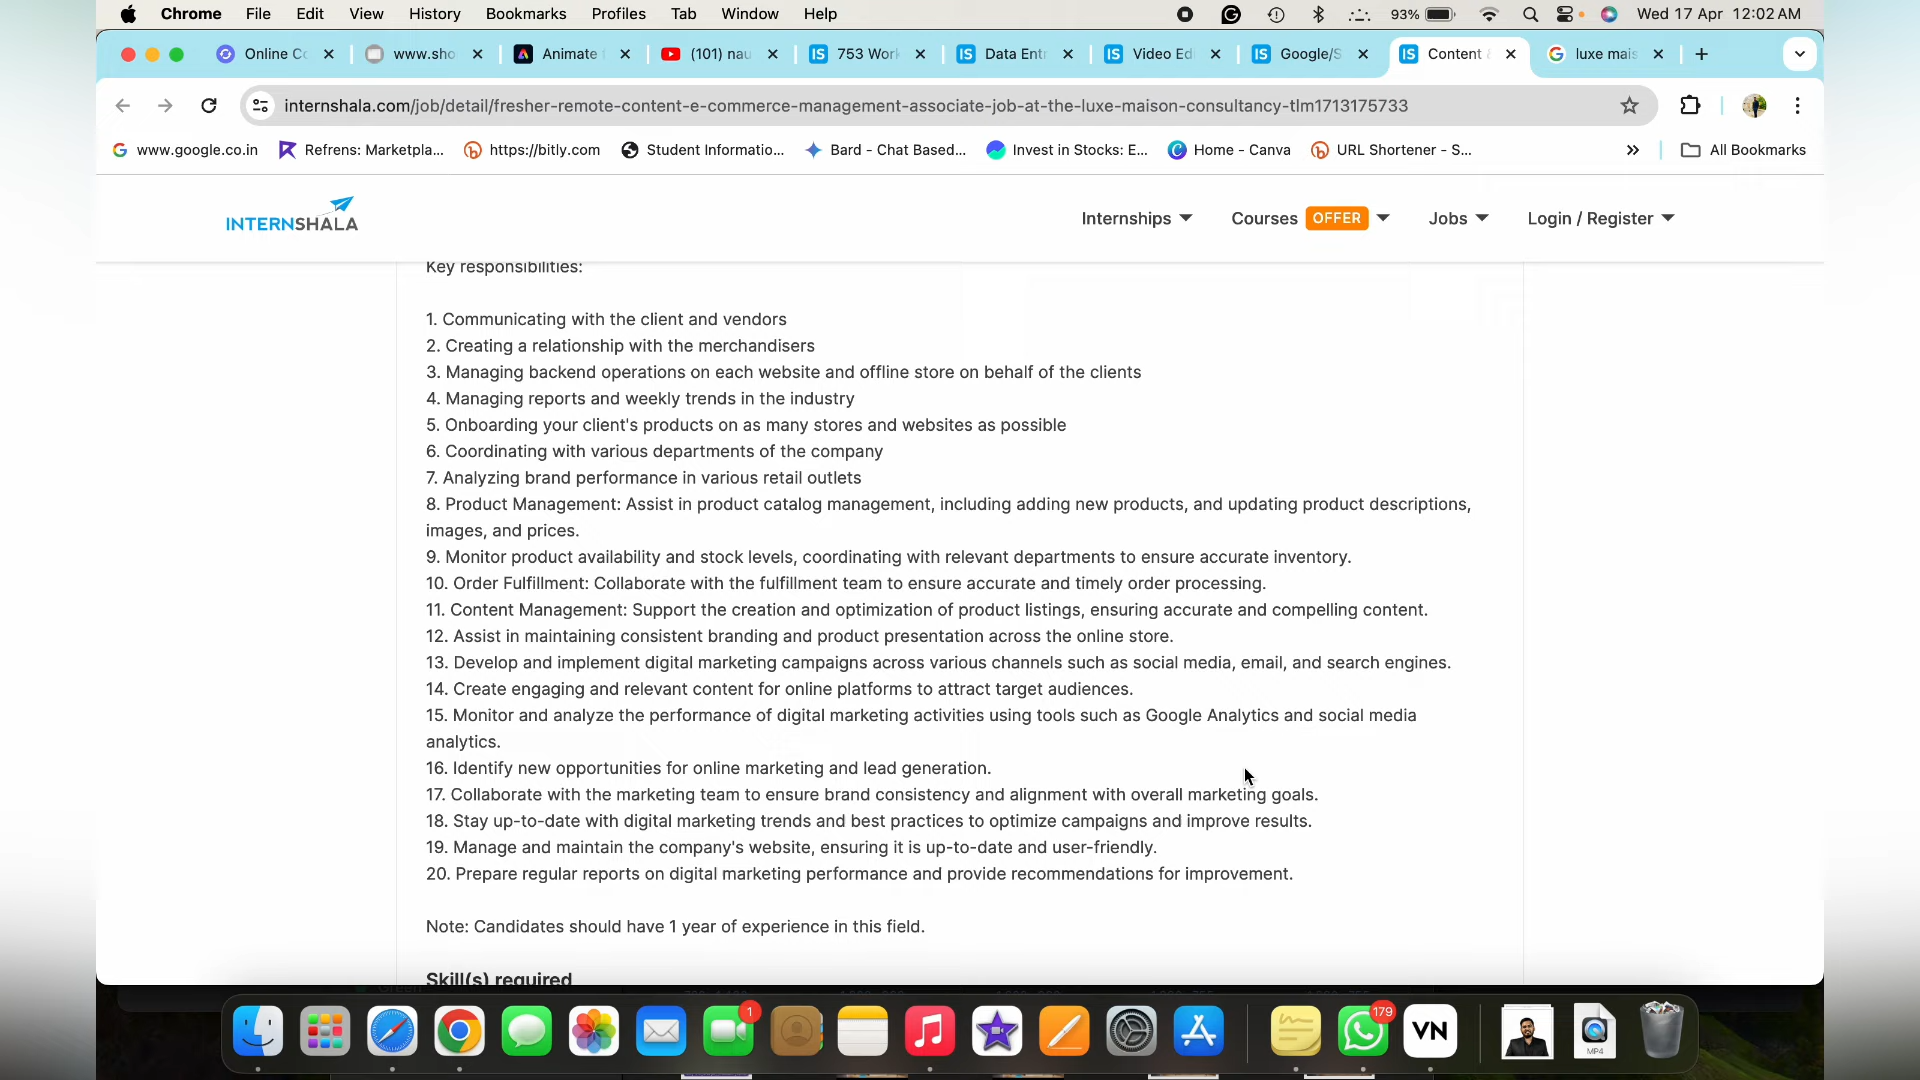 Chrome File Edit View History Bookmarks Profiles Tab Window Help 93% Wed 17 Apr 12:02 AM
Online Co www.sho Animate (101) nau IS 753 Work IS Data Entr IS Video Ed IS Google/S IS Content & luxe mais
internshala.com/job/detail/fresher-remote-content-e-commerce-management-associate-job-at-the-luxe-maison-consultancy-tlm1713175733
www.google.co.in Refrens: Marketpla... https://bitly.com Student Informatio... Bard - Chat Based... Invest in Stocks: E... Home - Canva URL Shortener - S... All Bookmarks
INTERNSHALA Internships Courses OFFER Jobs Login / Register
Key responsibilities:
1. Communicating with the client and vendors
2. Creating a relationship with the merchandisers
3. Managing backend operations on each website and offline store on behalf of the clients
4. Managing reports and weekly trends in the industry
5. Onboarding your client's products on as many stores and websites as possible
6. Coordinating with various departments of the company
7. Analyzing brand performance in various retail outlets
8. Product Management: Assist in product catalog management, including adding new products, and updating product descriptions,
images, and prices.
9. Monitor product availability and stock levels, coordinating with relevant departments to ensure accurate inventory.
10. Order Fulfillment: Collaborate with the fulfillment team to ensure accurate and timely order processing.
11. Content Management: Support the creation and optimization of product listings, ensuring accurate and compelling content.
12. Assist in maintaining consistent branding and product presentation across the online store.
13. Develop and implement digital marketing campaigns across various channels such as social media, email, and search engines.
14. Create engaging and relevant content for online platforms to attract target audiences.
15. Monitor and analyze the performance of digital marketing activities using tools such as Google Analytics and social media
analytics.
16. Identify new opportunities for online marketing and lead generation.
17. Collaborate with the marketing team to ensure brand consistency and alignment with overall marketing goals.
18. Stay up-to-date with digital marketing trends and best practices to optimize campaigns and improve results.
19. Manage and maintain the company's website, ensuring it is up-to-date and user-friendly.
20. Prepare regular reports on digital marketing performance and provide recommendations for improvement.
Note: Candidates should have 1 year of experience in this field.
Skill(s) required
1 179 VN MP4